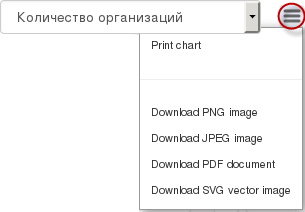 Количество организаций
Print chart
Download PNG image
Download JPEG image
Download PDF document
Download SVG vector image